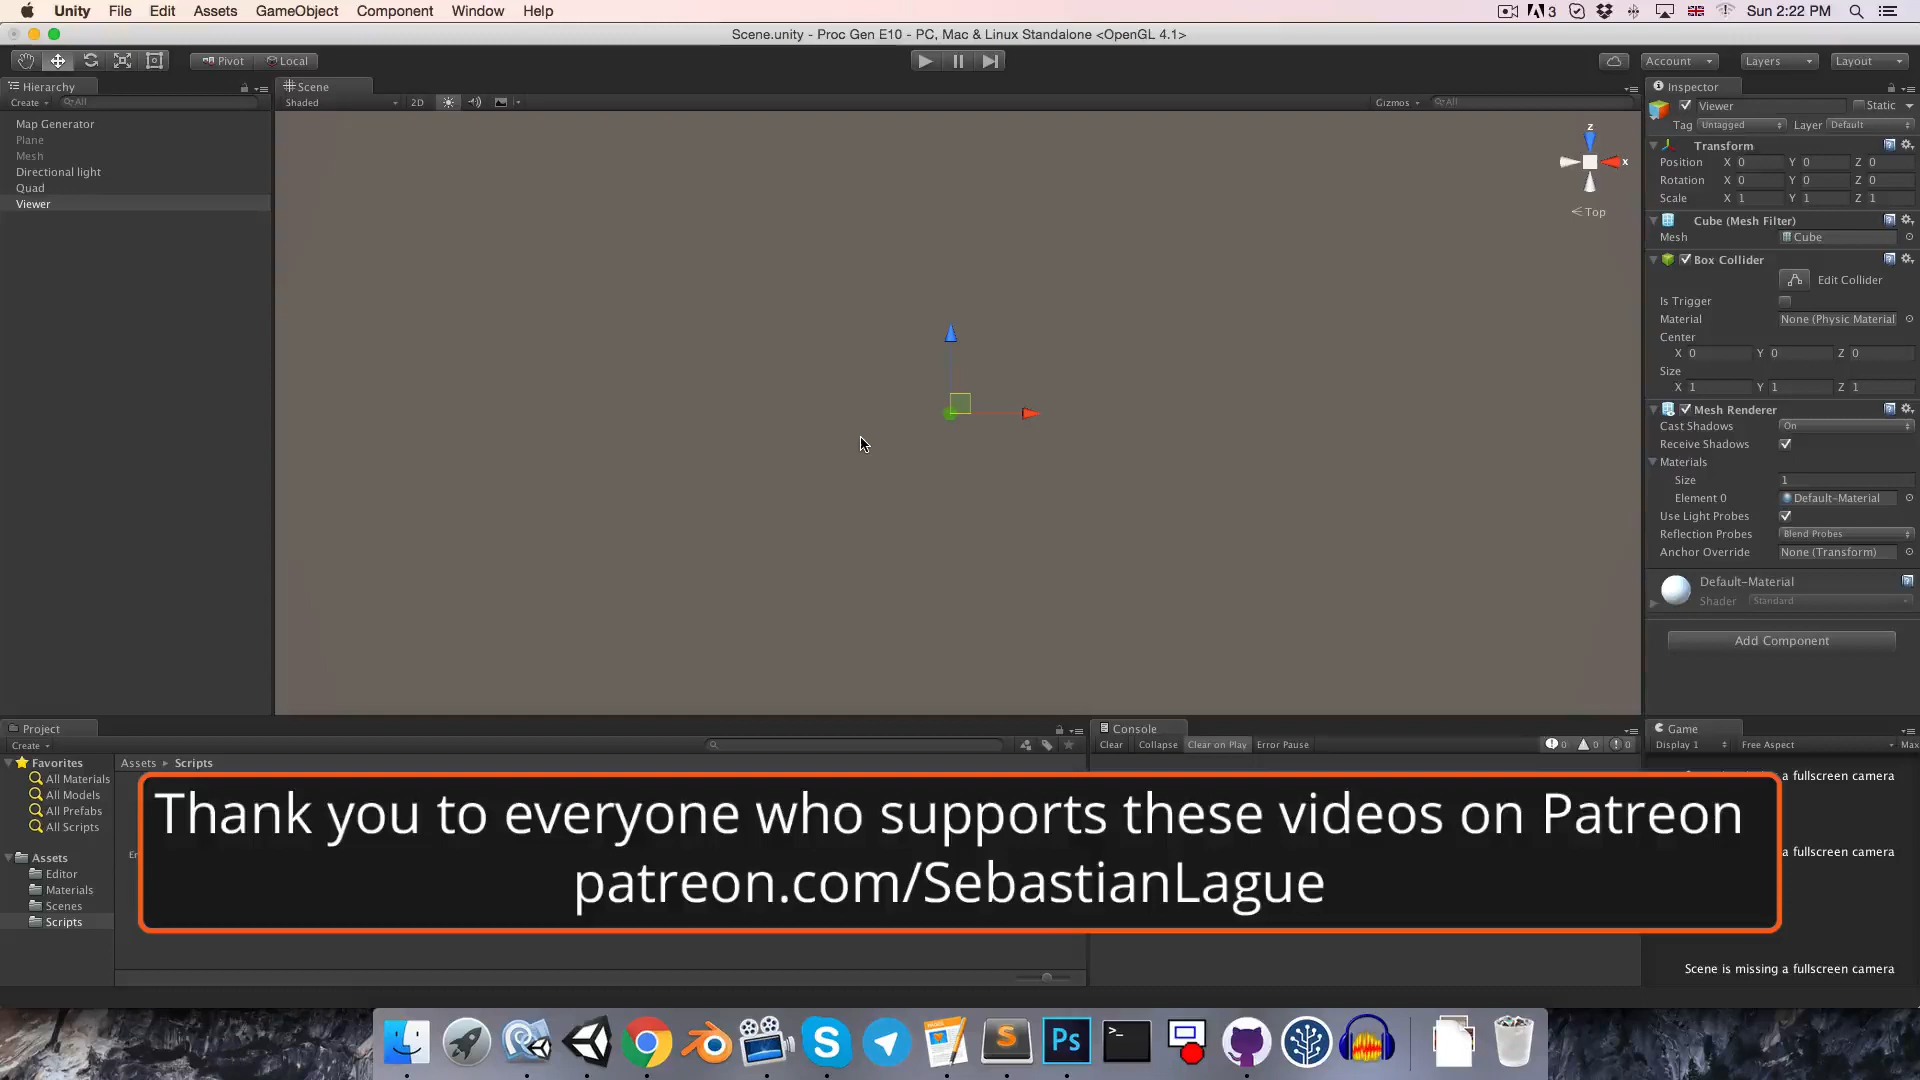 Unity File Edit Assets GameObject Component Window Help 3 Sun 2:22 PM
Scene.unity - Proc Gen E10 - PC, Mac & Linux Standalone <OpenGL 4.1>
Pivot Local Account Layers Layout
Hierarchy
Create All
Map Generator
Plane
Mesh
Directional light
Quad
Viewer
Scene
Shaded 2D Gizmos All
z
x
Top
Inspector
Viewer Static
Tag Untagged Layer Default
Transform
Position X 0 Y 0 Z 0
Rotation X 0 Y 0 Z 0
Scale X 1 Y 1 Z 1
Cube (Mesh Filter)
Mesh Cube
Box Collider
Edit Collider
Is Trigger
Material None (Physic Material
Center
X 0 Y 0 Z 0
Size
X 1 Y 1 Z 1
Mesh Renderer
Cast Shadows On
Receive Shadows
Materials
Size 1
Element 0 Default-Material
Use Light Probes
Reflection Probes Blend Probes
Anchor Override None (Transform)
Default-Material
Shader Standard
Add Component
Project
Create
Favorites
All Materials
All Models
All Prefabs
All Scripts
Assets
Editor
Materials
Scenes
Scripts
Assets Scripts
Console
Clear Collapse Clear on Play Error Pause 0 0 0
Game
Display 1 Free Aspect Max
a fullscreen camera
a fullscreen camera
Scene is missing a fullscreen camera
Thank you to everyone who supports these videos on Patreon
patreon.com/SebastianLague
PAGES
S
Ps
>_